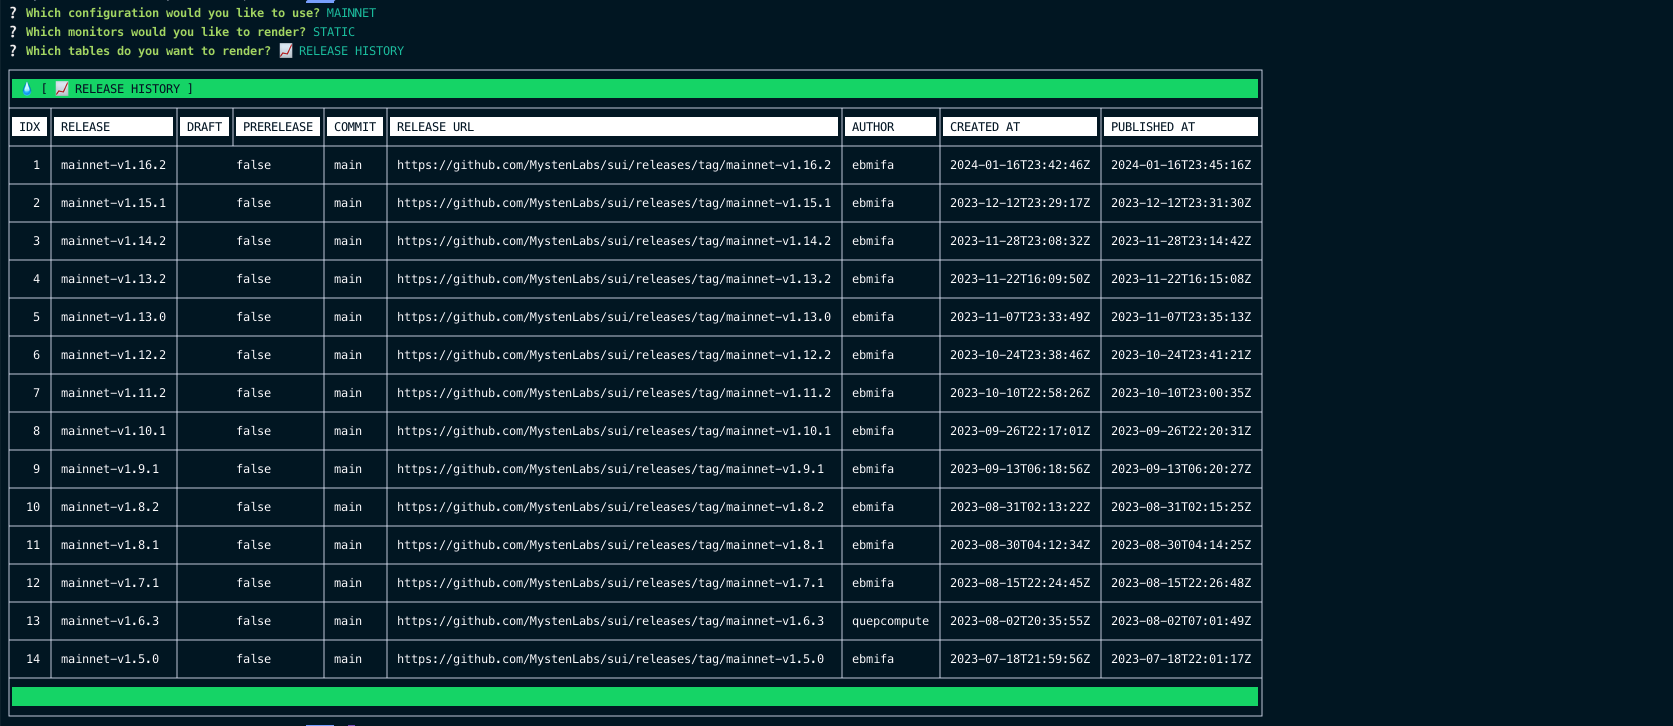 ? Which configuration would you like to use? MAINNET
? Which monitors would you like to render? STATIC
? Which tables do you want to render? 📈 RELEASE HISTORY
💧 [ 📈 RELEASE HISTORY ]
IDX RELEASE DRAFT PRERELEASE COMMIT RELEASE URL AUTHOR CREATED AT PUBLISHED AT
1 mainnet-v1.16.2 false main https://github.com/MystenLabs/sui/releases/tag/mainnet-v1.16.2 ebmifa 2024-01-16T23:42:46Z 2024-01-16T23:45:16Z
2 mainnet-v1.15.1 false main https://github.com/MystenLabs/sui/releases/tag/mainnet-v1.15.1 ebmifa 2023-12-12T23:29:17Z 2023-12-12T23:31:30Z
3 mainnet-v1.14.2 false main https://github.com/MystenLabs/sui/releases/tag/mainnet-v1.14.2 ebmifa 2023-11-28T23:08:32Z 2023-11-28T23:14:42Z
4 mainnet-v1.13.2 false main https://github.com/MystenLabs/sui/releases/tag/mainnet-v1.13.2 ebmifa 2023-11-22T16:09:50Z 2023-11-22T16:15:08Z
5 mainnet-v1.13.0 false main https://github.com/MystenLabs/sui/releases/tag/mainnet-v1.13.0 ebmifa 2023-11-07T23:33:49Z 2023-11-07T23:35:13Z
6 mainnet-v1.12.2 false main https://github.com/MystenLabs/sui/releases/tag/mainnet-v1.12.2 ebmifa 2023-10-24T23:38:46Z 2023-10-24T23:41:21Z
7 mainnet-v1.11.2 false main https://github.com/MystenLabs/sui/releases/tag/mainnet-v1.11.2 ebmifa 2023-10-10T22:58:26Z 2023-10-10T23:00:35Z
8 mainnet-v1.10.1 false main https://github.com/MystenLabs/sui/releases/tag/mainnet-v1.10.1 ebmifa 2023-09-26T22:17:01Z 2023-09-26T22:20:31Z
9 mainnet-v1.9.1 false main https://github.com/MystenLabs/sui/releases/tag/mainnet-v1.9.1 ebmifa 2023-09-13T06:18:56Z 2023-09-13T06:20:27Z
10 mainnet-v1.8.2 false main https://github.com/MystenLabs/sui/releases/tag/mainnet-v1.8.2 ebmifa 2023-08-31T02:13:22Z 2023-08-31T02:15:25Z
11 mainnet-v1.8.1 false main https://github.com/MystenLabs/sui/releases/tag/mainnet-v1.8.1 ebmifa 2023-08-30T04:12:34Z 2023-08-30T04:14:25Z
12 mainnet-v1.7.1 false main https://github.com/MystenLabs/sui/releases/tag/mainnet-v1.7.1 ebmifa 2023-08-15T22:24:45Z 2023-08-15T22:26:48Z
13 mainnet-v1.6.3 false main https://github.com/MystenLabs/sui/releases/tag/mainnet-v1.6.3 quepcompute 2023-08-02T20:35:55Z 2023-08-02T07:01:49Z
14 mainnet-v1.5.0 false main https://github.com/MystenLabs/sui/releases/tag/mainnet-v1.5.0 ebmifa 2023-07-18T21:59:56Z 2023-07-18T22:01:17Z